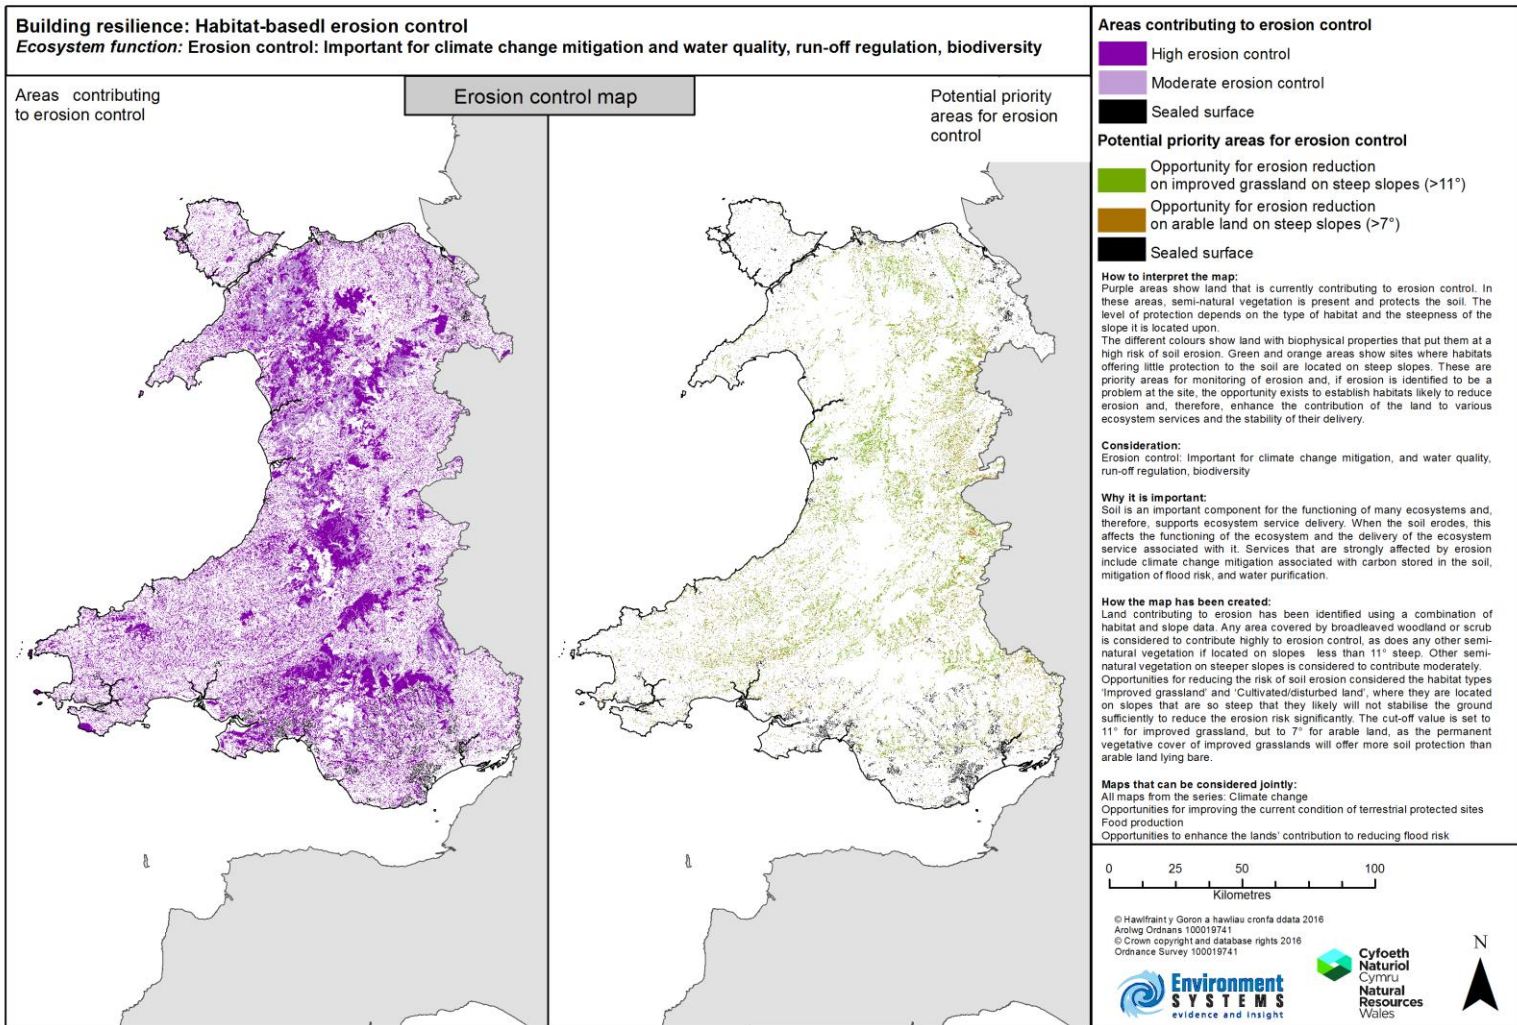 Building resilience: Habitat-basedl erosion control
Ecosystem function: Erosion control: Important for climate change mitigation and water quality, run-off regulation, biodiversity
Areas contributing
to erosion control
Erosion control map
Potential priority
areas for erosion
control
Areas contributing to erosion control
High erosion control
Moderate erosion control
Sealed surface
Potential priority areas for erosion control
Opportunity for erosion reduction
on improved grassland on steep slopes (>11°)
Opportunity for erosion reduction
on arable land on steep slopes (>7°)
Sealed surface
How to interpret the map:
Purple areas show land that is currently contributing to erosion control. In
these areas, semi-natural vegetation is present and protects the soil. The
level of protection depends on the type of habitat and the steepness of the
slope it is located upon.
The different colours show land with biophysical properties that put them at a
high risk of soil erosion. Green and orange areas show sites where habitats
offering little protection to the soil are located on steep slopes. These are
priority areas for monitoring of erosion and, if erosion is identified to be a
problem at the site, the opportunity exists to establish habitats likely to reduce
erosion and, therefore, enhance the contribution of the land to various
ecosystem services and the stability of their delivery.
Consideration:
Erosion control: Important for climate change mitigation, and water quality,
run-off regulation, biodiversity
Why it is important:
Soil is an important component for the functioning of many ecosystems and,
therefore, supports ecosystem service delivery. When the soil erodes, this
affects the functioning of the ecosystem and the delivery of the ecosystem
service associated with it. Services that are strongly affected by erosion
include climate change mitigation associated with carbon stored in the soil,
mitigation of flood risk, and water purification.
How the map has been created:
Land contributing to erosion has been identified using a combination of
habitat and slope data. Any area covered by broadleaved woodland or scrub
is considered to contribute highly to erosion control, as does any other semi-
natural vegetation if located on slopes less than 11° steep. Other semi-
natural vegetation on steeper slopes is considered to contribute moderately.
Opportunities for reducing the risk of soil erosion considered the habitat types
'Improved grassland' and 'Cultivated/disturbed land', where they are located
on slopes that are so steep that they likely will not stabilise the ground
sufficiently to reduce the erosion risk significantly. The cut-off value is set to
11° for improved grassland, but to 7° for arable land, as the permanent
vegetative cover of improved grasslands will offer more soil protection than
arable land lying bare.
Maps that can be considered jointly:
All maps from the series: Climate change
Opportunities for improving the current condition of terrestrial protected sites
Food production
Opportunities to enhance the lands' contribution to reducing flood risk
0 25 50 100
Kilometres
© Hawlfraint y Goron a hawliau cronfa ddata 2016
Arolwg Ordnans 100019741
© Crown copyright and database rights 2016
Ordnance Survey 100019741
Environment
SYSTEMS
evidence and insight
Cyfoeth
Naturiol
Cymru
Natural
Resources
Wales
N